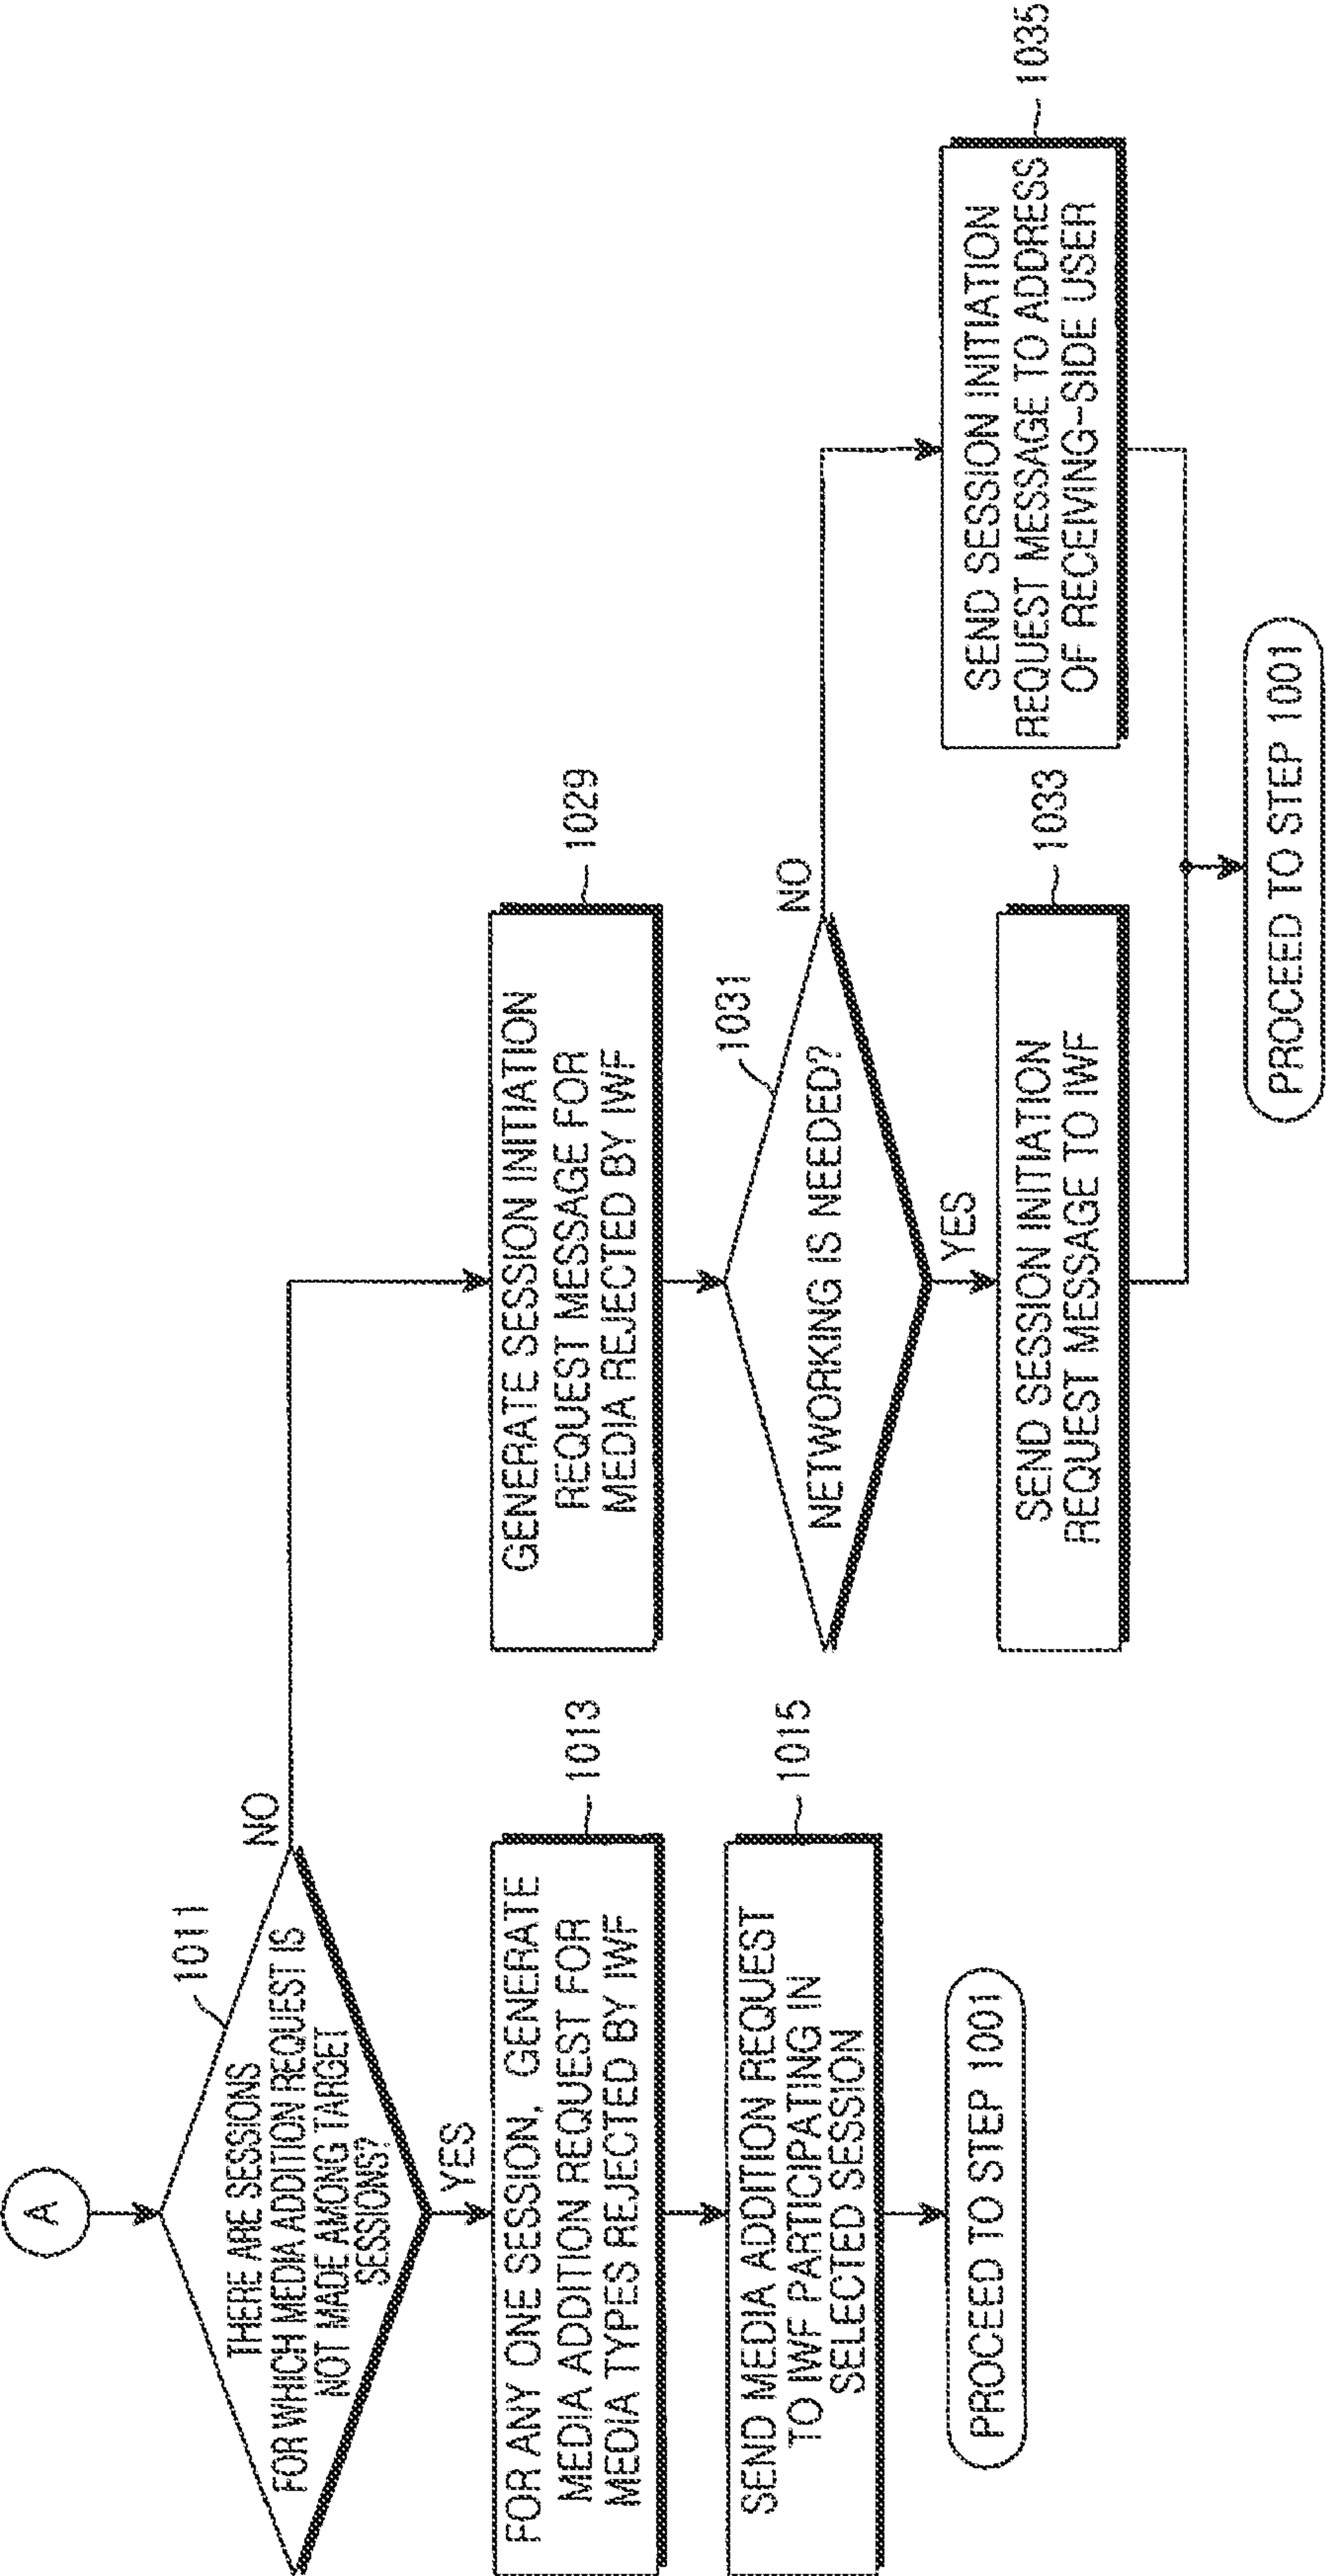 A
1011
THERE ARE SESSIONS
FOR WHICH MEDIA ADDITION REQUEST IS
NOT MADE AMONG TARGET
SESSIONS?
NO
YES
FOR ANY ONE SESSION, GENERATE
MEDIA ADDITION REQUEST FOR
MEDIA TYPES REJECTED BY IWF
1013
SEND MEDIA ADDITION REQUEST
TO IWF PARTICIPATING IN
SELECTED SESSION
1015
PROCEED TO STEP 1001
GENERATE SESSION INITIATION
REQUEST MESSAGE FOR
MEDIA REJECTED BY IWF
1029
1031
NETWORKING IS NEEDED?
NO
YES
SEND SESSION INITIATION
REQUEST MESSAGE TO IWF
1033
SEND SESSION INITIATION
REQUEST MESSAGE TO ADDRESS
OF RECEIVING-SIDE USER
1035
PROCEED TO STEP 1001